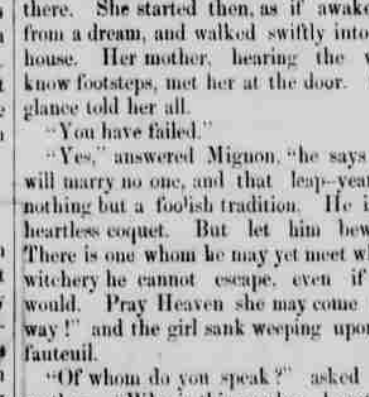 there. She started then, as if awake
from a dream, and walked swiftly into
house. Her mother, hearing the
know footsteps, met her at the door.
glance told her all.
"You have failed."
"Yes," answered Mignon, "he says
will marry no one, and that leap-year
nothing but a foolish tradition. He i
heartless coquet. But let him bew
There is one whom he may yet meet w
witchery he cannot escape, even if
would. Pray Heaven she may come
way!" and the girl sank weeping upon
fauteuil.
"Of whom do you speak?" asked